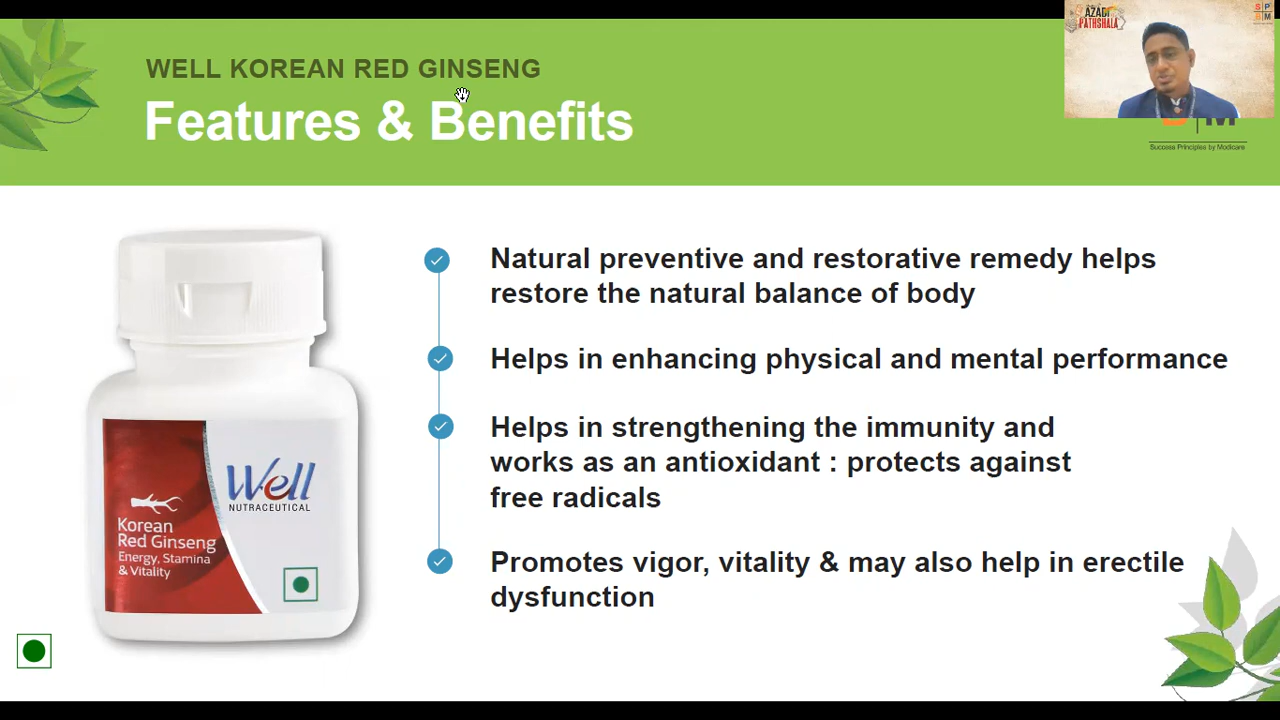 AZADI
PATHSHALA
S P
B M
WELL KOREAN RED GINSENG
Features & Benefits
Success Principles by Modicare
Natural preventive and restorative remedy helps
restore the natural balance of body
Helps in enhancing physical and mental performance
Helps in strengthening the immunity and
works as an antioxidant : protects against
free radicals
Promotes vigor, vitality & may also help in erectile
dysfunction
Well
NUTRACEUTICAL
Korean
Red Ginseng
Energy, Stamina
& Vitality